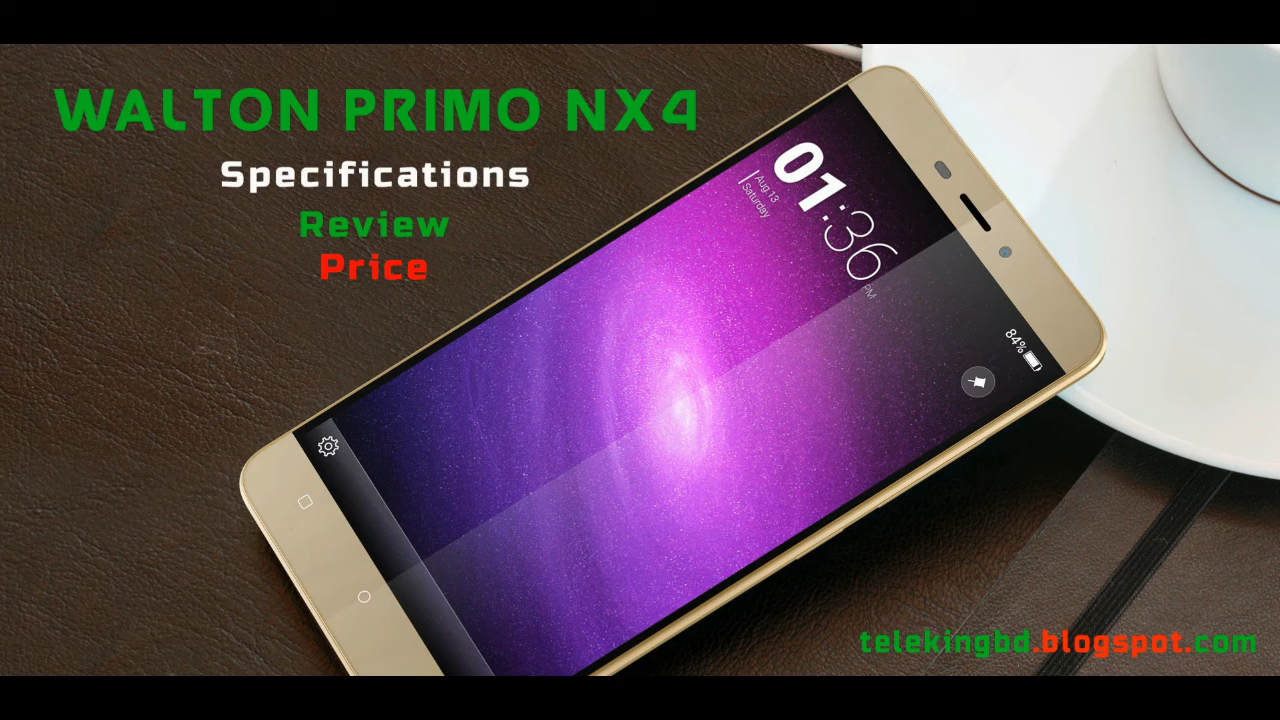 WALTON PRIMO NX4
Specifications
Review
Price
01:36
PM
Aug 13
Saturday
84%
telekingbd.blogspot.com